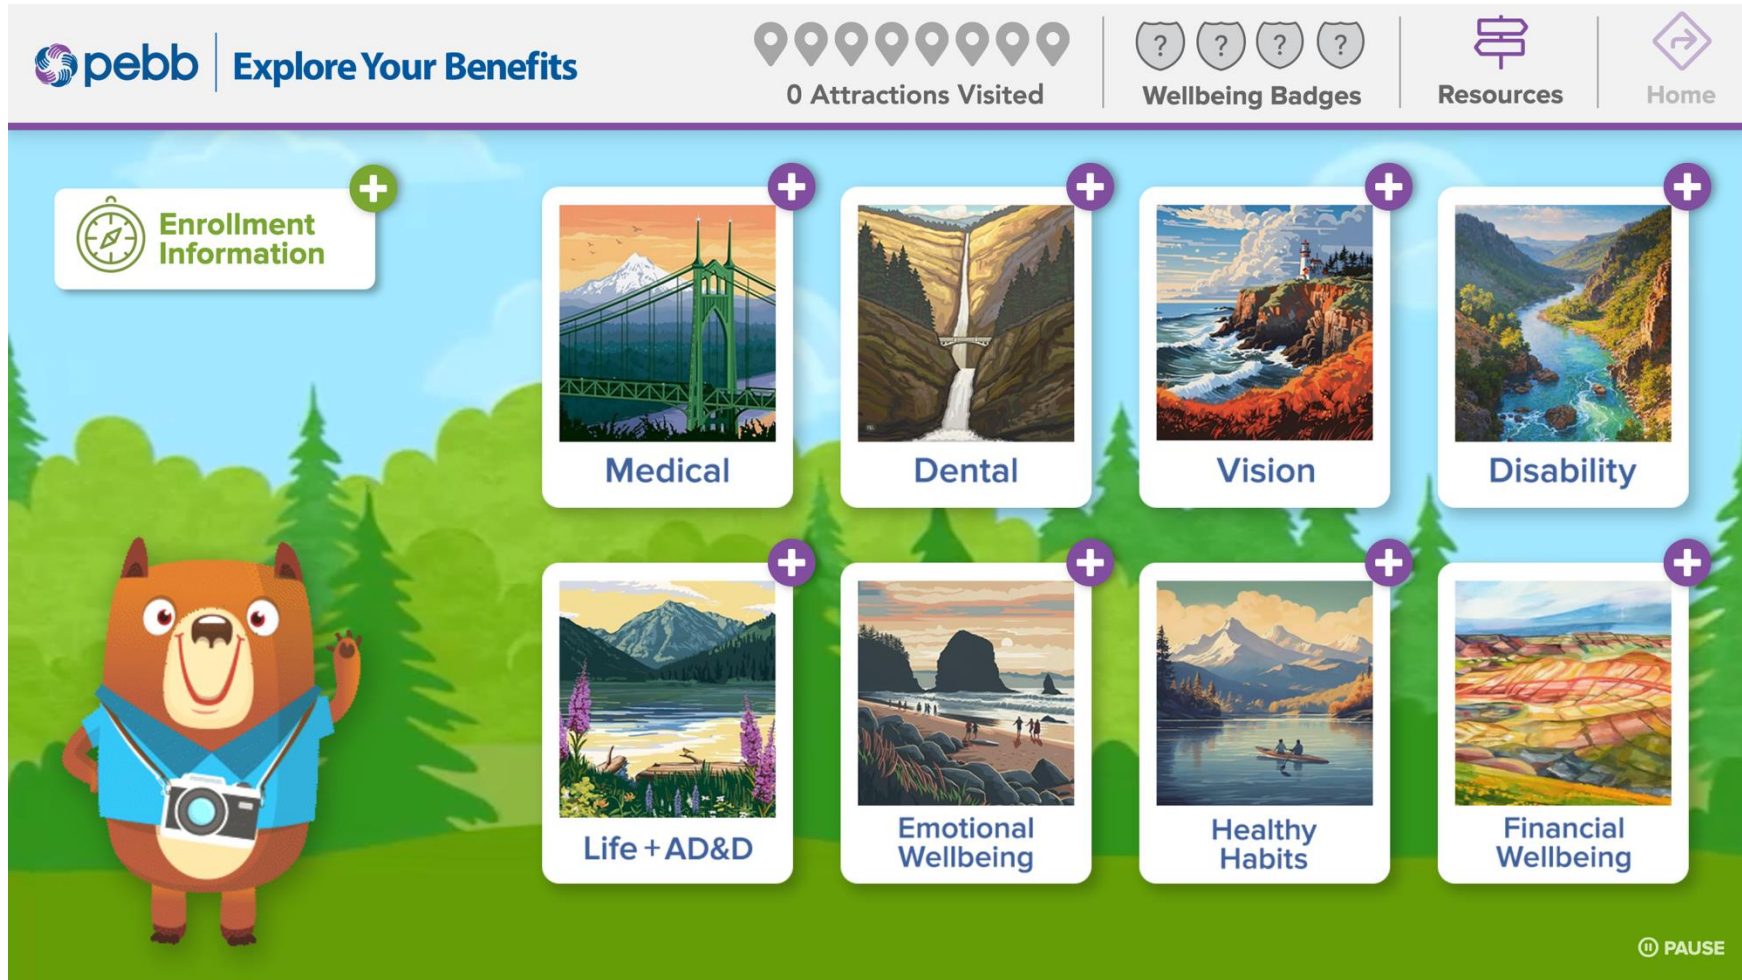 pebb
Explore Your Benefits
0 Attractions Visited
? ? ? ?
Wellbeing Badges
Resources
Home
Enrollment
Information
Medical
Dental
Vision
Disability
Life + AD&D
Emotional
Wellbeing
Healthy
Habits
Financial
Wellbeing
PAUSE